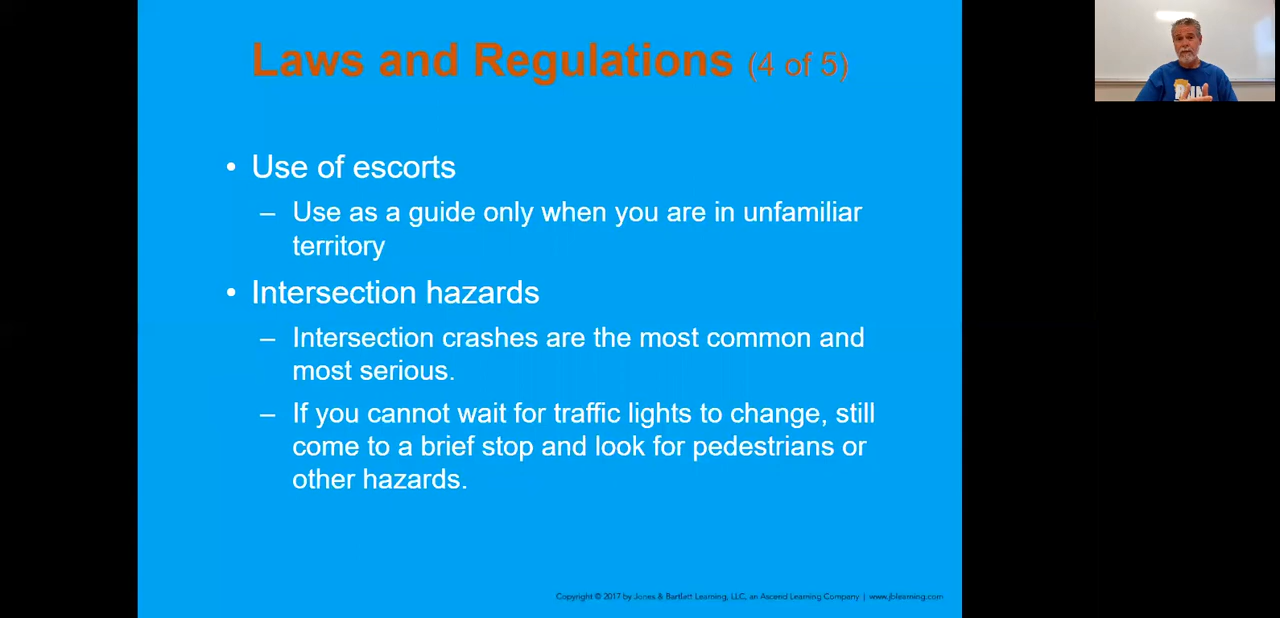 Laws and Regulations (4 of 5)
• Use of escorts
– Use as a guide only when you are in unfamiliar
territory
• Intersection hazards
– Intersection crashes are the most common and
most serious.
– If you cannot wait for traffic lights to change, still
come to a brief stop and look for pedestrians or
other hazards.
Copyright © 2017 by Jones & Bartlett Learning, LLC, an Ascend Learning Company | www.jblearning.com